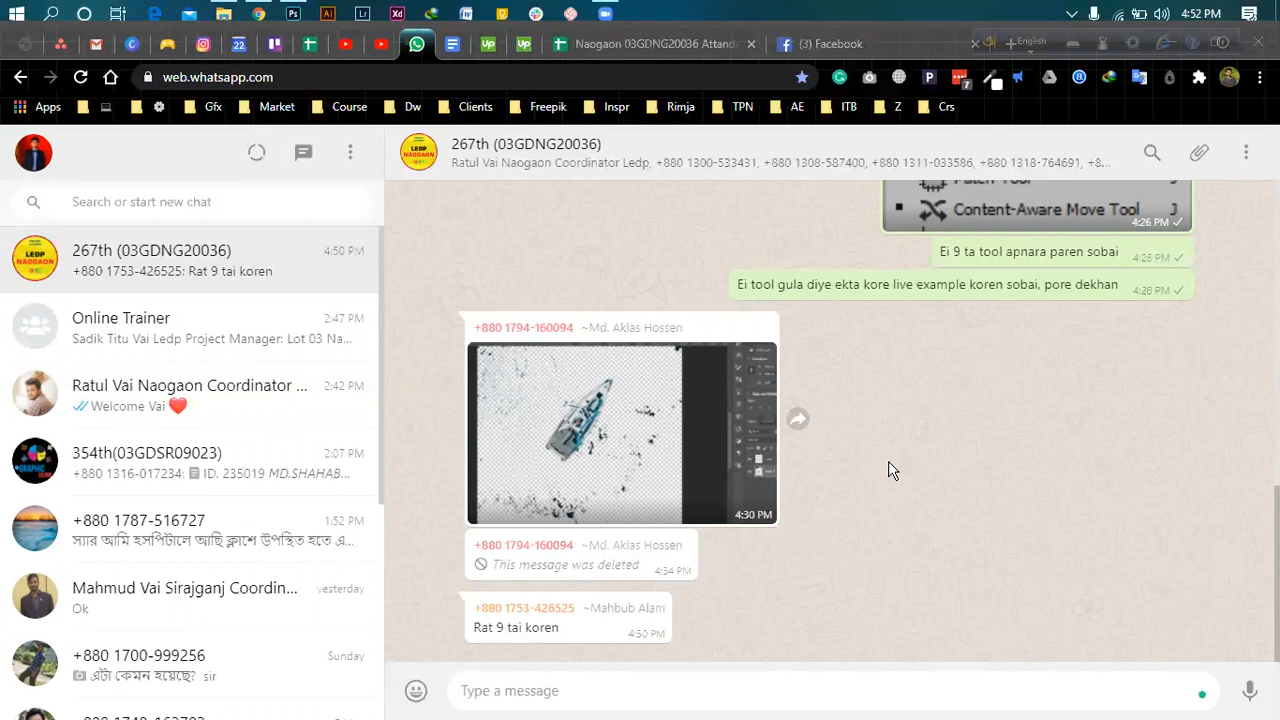 4:52 PM
Naogaon 03GDNG20036 Attand
(3) Facebook
English
web.whatsapp.com
7
Apps
Gfx
Market
Course
Dw
Clients
Freepik
Inspr
Rimja
TPN
AE
ITB
Z
Crs
Search or start new chat
267th (03GDNG20036)
4:50 PM
+880 1753-426525: Rat 9 tai koren
Online Trainer
2:47 PM
Sadik Titu Vai Ledp Project Manager: Lot 03 Na...
Ratul Vai Naogaon Coordinator ...
2:42 PM
Welcome Vai ❤️
354th(03GDSR09023)
2:07 PM
+880 1316-017234: ID. 235019 MD.SHAHAB...
+880 1787-516727
1:52 PM
স্যার আমি হসপিটালে আছি ক্লাশে উপস্থিত হতে এ...
Mahmud Vai Sirajganj Coordin...
yesterday
Ok
+880 1700-999256
Sunday
এটা কেমন হয়েছে? sir
267th (03GDNG20036)
Ratul Vai Naogaon Coordinator Ledp, +880 1300-533431, +880 1308-587400, +880 1311-033586, +880 1318-764691, +8...
Patch Tool
J
Content-Aware Move Tool
J
4:26 PM
Ei 9 ta tool apnara paren sobai
4:26 PM
Ei tool gula diye ekta kore live example koren sobai, pore dekhan
4:28 PM
+880 1794-160094 ~Md. Aklas Hossen
4:30 PM
+880 1794-160094 ~Md. Aklas Hossen
This message was deleted
4:34 PM
+880 1753-426525 ~Mahbub Alam
Rat 9 tai koren
4:50 PM
Type a message